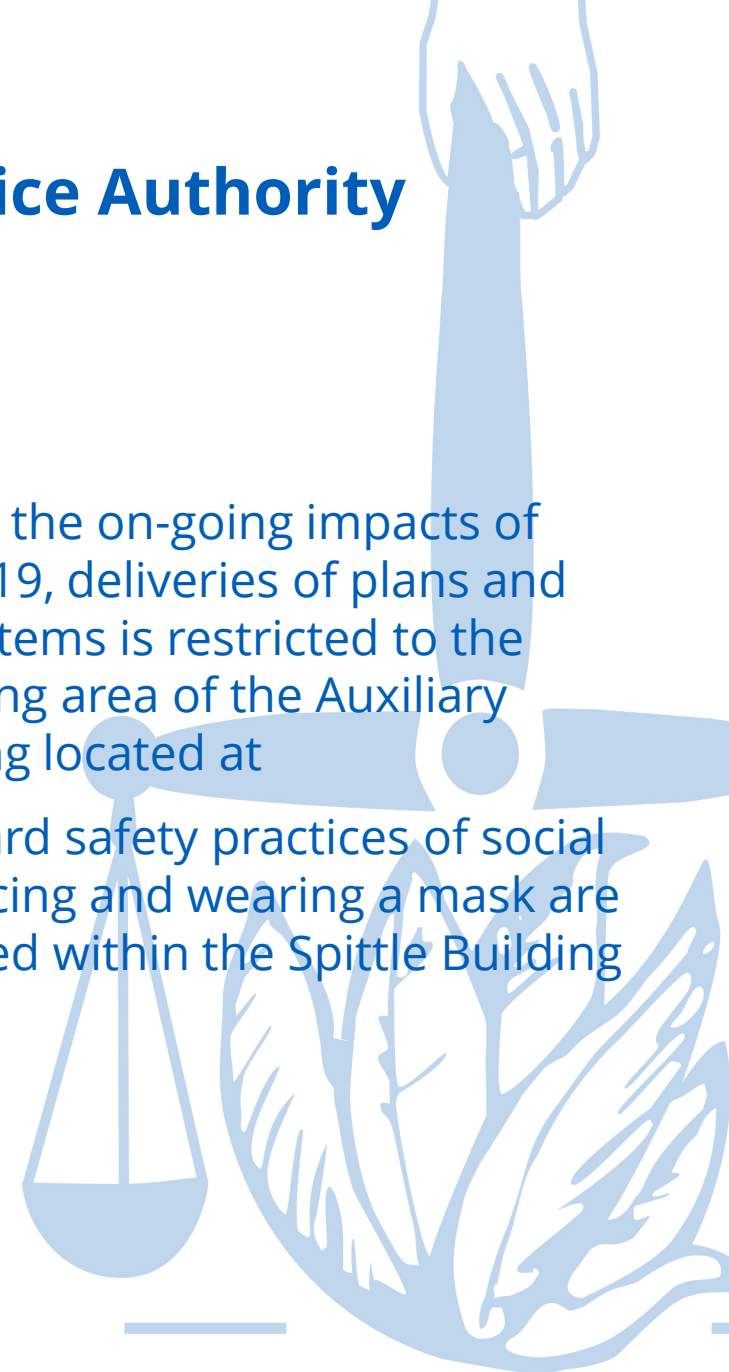 ice Authority
the on-going impacts of
19, deliveries of plans and
tems is restricted to the
ng area of the Auxiliary
g located at
rd safety practices of social
cing and wearing a mask are
ed within the Spittle Building